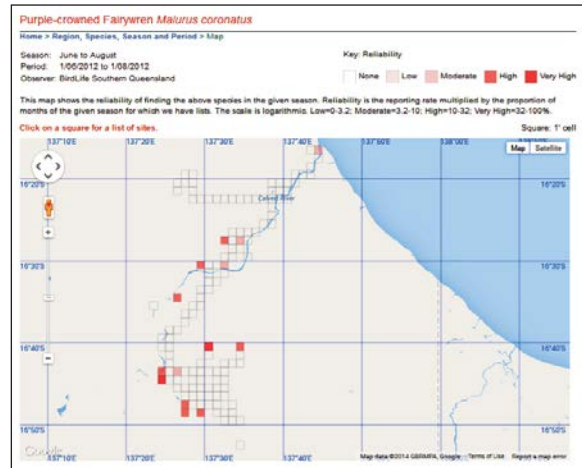 Purple-crowned Fairywren Malurus coronatus
Home > Region, Species, Season and Period > Map
Season: June to August
Period: 1/06/2012 to 1/08/2012
Observer: BirdLife Southern Queensland
Key: Reliability
None Low Moderate High Very High
This map shows the reliability of finding the above species in the given season. Reliability is the reporting rate multiplied by the proportion of
months of the given season for which we have lists. The scale is logarithmic. Low=0-3.2; Moderate=3.2-10; High=10-32; Very High=32-100%.
Click on a square for a list of sites.
Square: 1' cell
137°10'E 137°20'E 137°30'E 137°40'E 137°50'E 138°00'E 138°10'E
Map Satellite
16°20'S 16°20'S
Calvert River
16°30'S 16°30'S
16°40'S 16°40'S
16°50'S 16°50'S
Google
137°10'E 137°20'E 137°30'E 137°40'E 137°50'E 138°00'E 138°10'E
Map data ©2014 GBRMPA, Google Terms of Use Report a map error